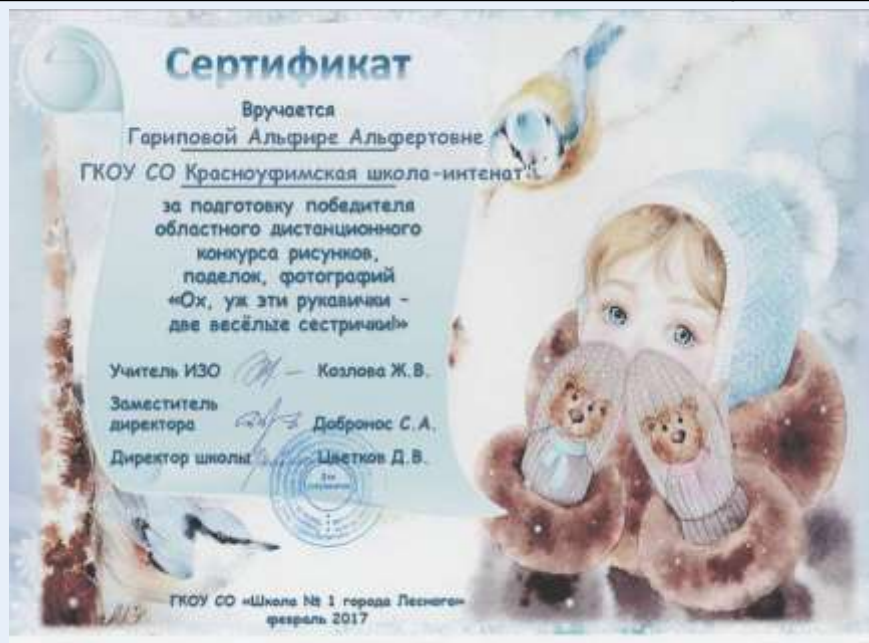 Сертификат
Вручается
Гариповой Альфире Альфертовне
ГКОУ СО Красноуфимская школа-интенат
за подготовку победителя
областного дистанционного
конкурса рисунков,
поделок, фотографий
«Ох, уж эти рукавички -
две весёлые сестрички!»
Учитель ИЗО Козлова Ж.В.
Заместитель
директора Добронос С.А.
Директор школы Цветков Д.В.
Для
документов
ГКОУ СО «Школа № 1 города Лесного»
февраль 2017